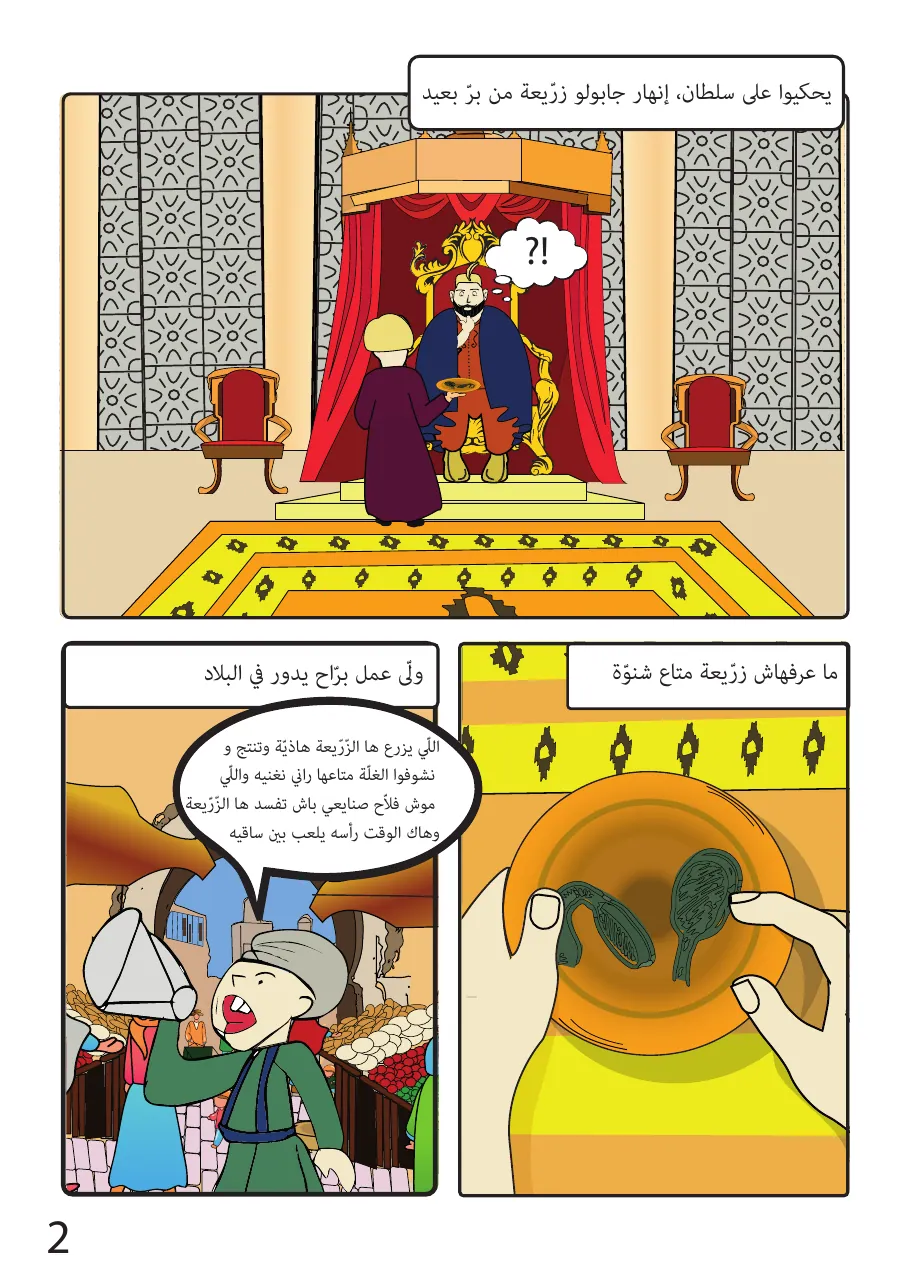 يحكيوا على سلطان، إنهار جابولو زرّيعة من برّ بعيد
?!
ما عرفهاش زرّيعة متاع شنوّة
ولّى عمل برّاح يدور في البلاد
اللّي يزرع ها الزّرّيعة هاذيّة وتنتج و
نشوفوا الغلّة متاعها راني نغنيه واللّي
موش فلاّح صنايعي باش تفسد ها الزّرّيعة
وهاك الوقت رأسه يلعب بين ساقيه
2